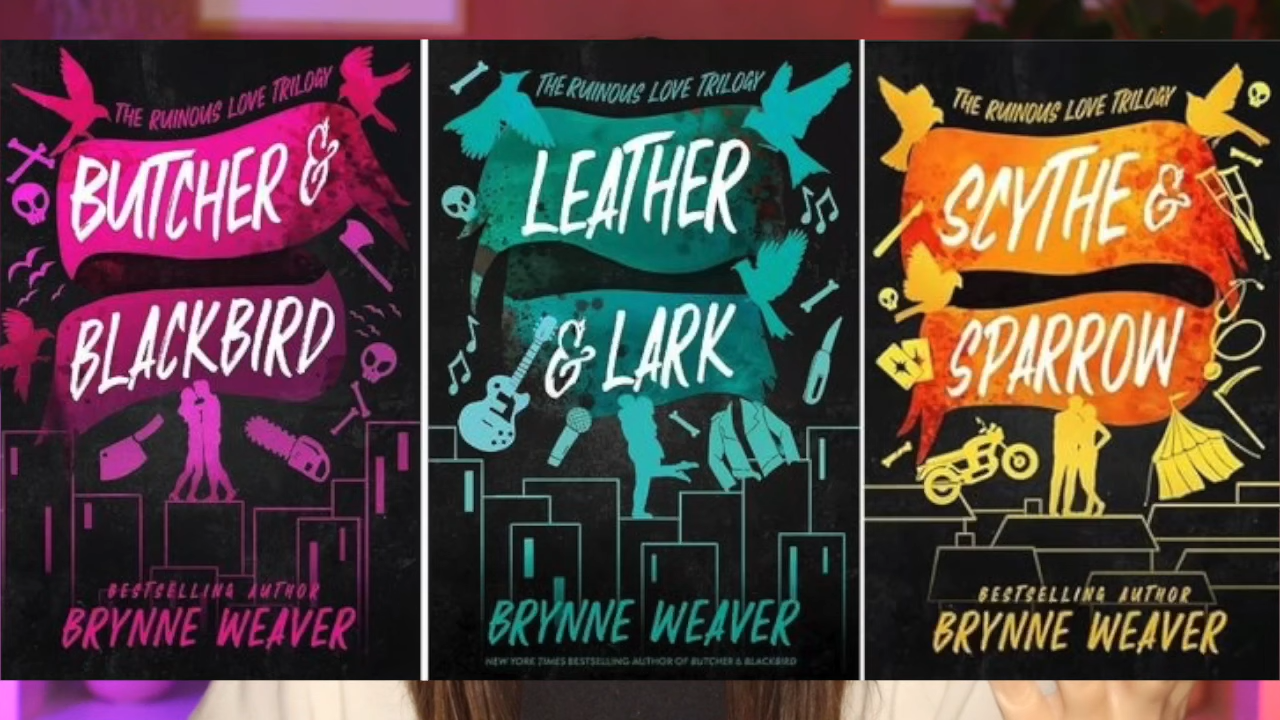 THE RUINOUS LOVE TRILOGY
BUTCHER &
BLACKBIRD
BESTSELLING AUTHOR
BRYNNE WEAVER
THE RUINOUS LOVE TRILOGY
LEATHER
& LARK
BRYNNE WEAVER
NEW YORK TIMES BESTSELLING AUTHOR OF BUTCHER & BLACKBIRD
THE RUINOUS LOVE TRILOGY
SCYTHE &
SPARROW
BESTSELLING AUTHOR
BRYNNE WEAVER